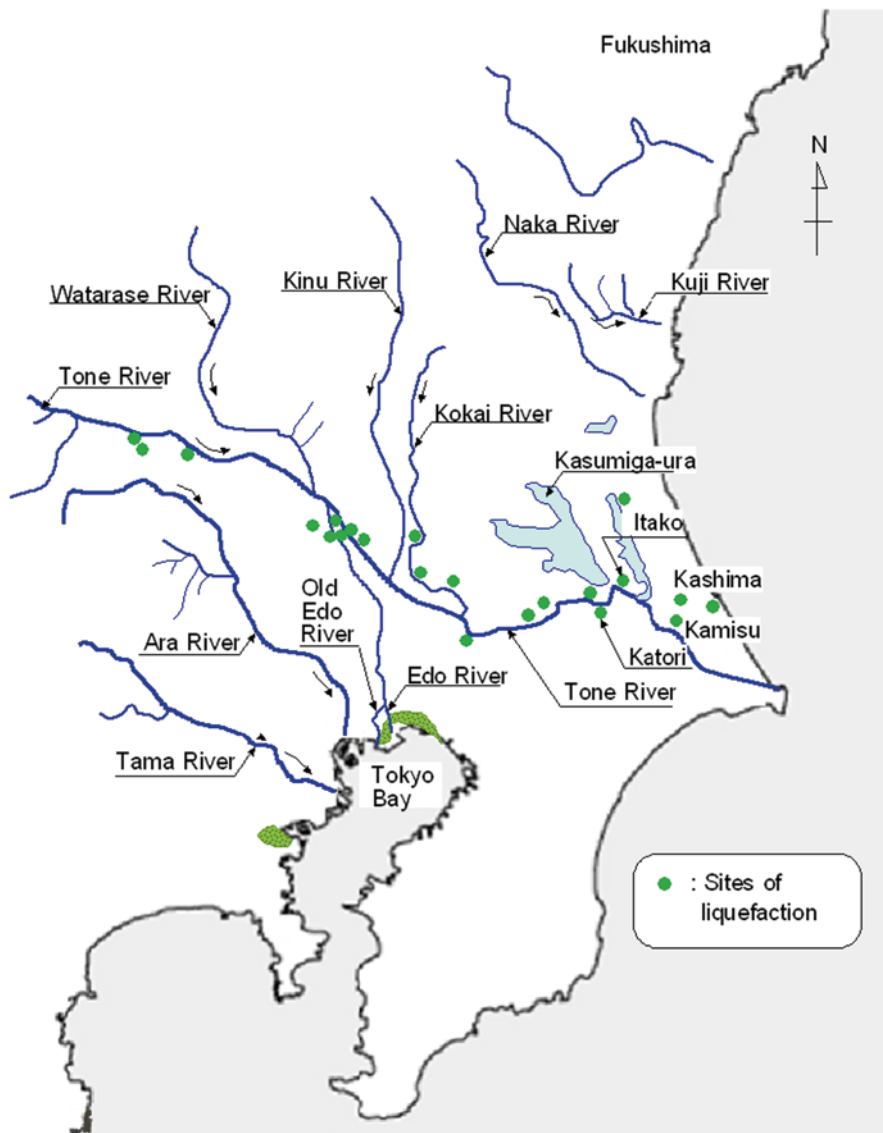 Fukushima
N
Naka River
Kinu River
Kuji River
Watarase River
Tone River
Kokai River
Kasumiga-ura
Itako
Kashima
Old
Edo
River
Kamisu
Ara River
Katori
Edo River
Tone River
Tama River
Tokyo
Bay
: Sites of
liquefaction